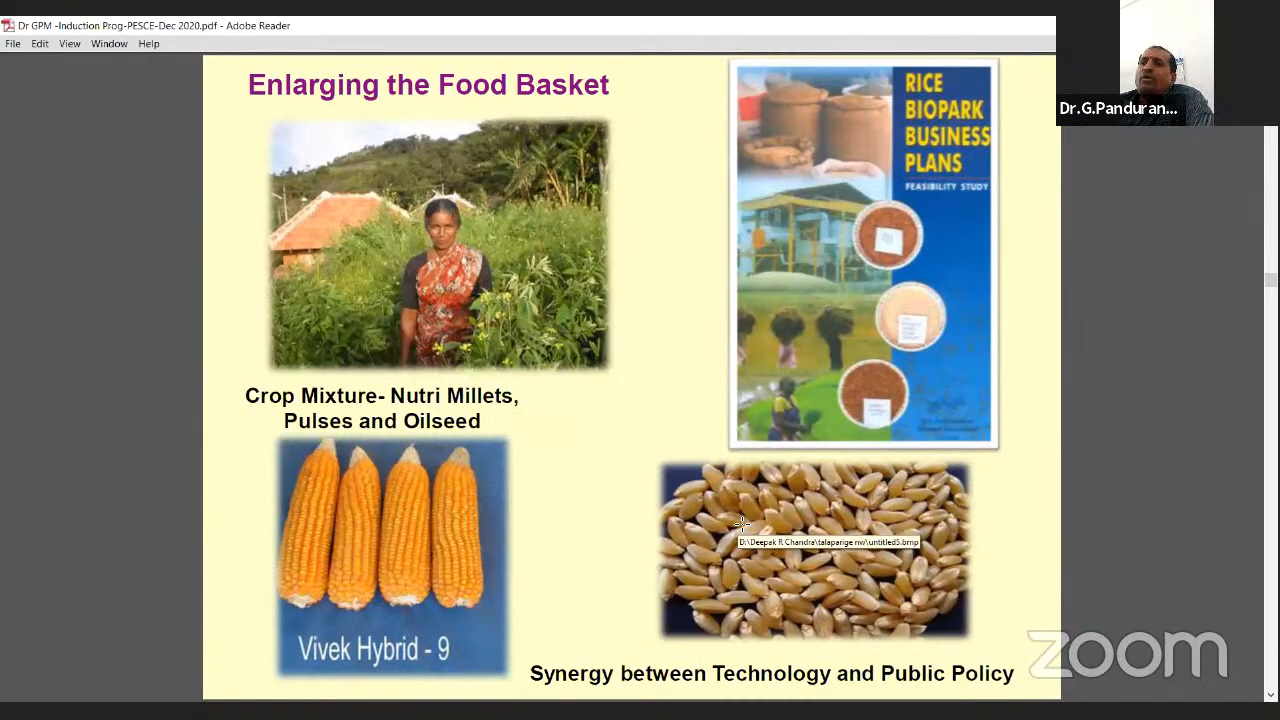 Dr GPM -Induction Prog-PESCE-Dec 2020.pdf - Adobe Reader
File Edit View Window Help
Dr.G.Panduran...
Enlarging the Food Basket
RICE
BIOPARK
BUSINESS
PLANS
FEASIBILITY STUDY
Crop Mixture- Nutri Millets,
Pulses and Oilseed
Vivek Hybrid - 9
D:\Deepak R Chandra\talaparige nw\untitled5.bmp
Synergy between Technology and Public Policy
zoom